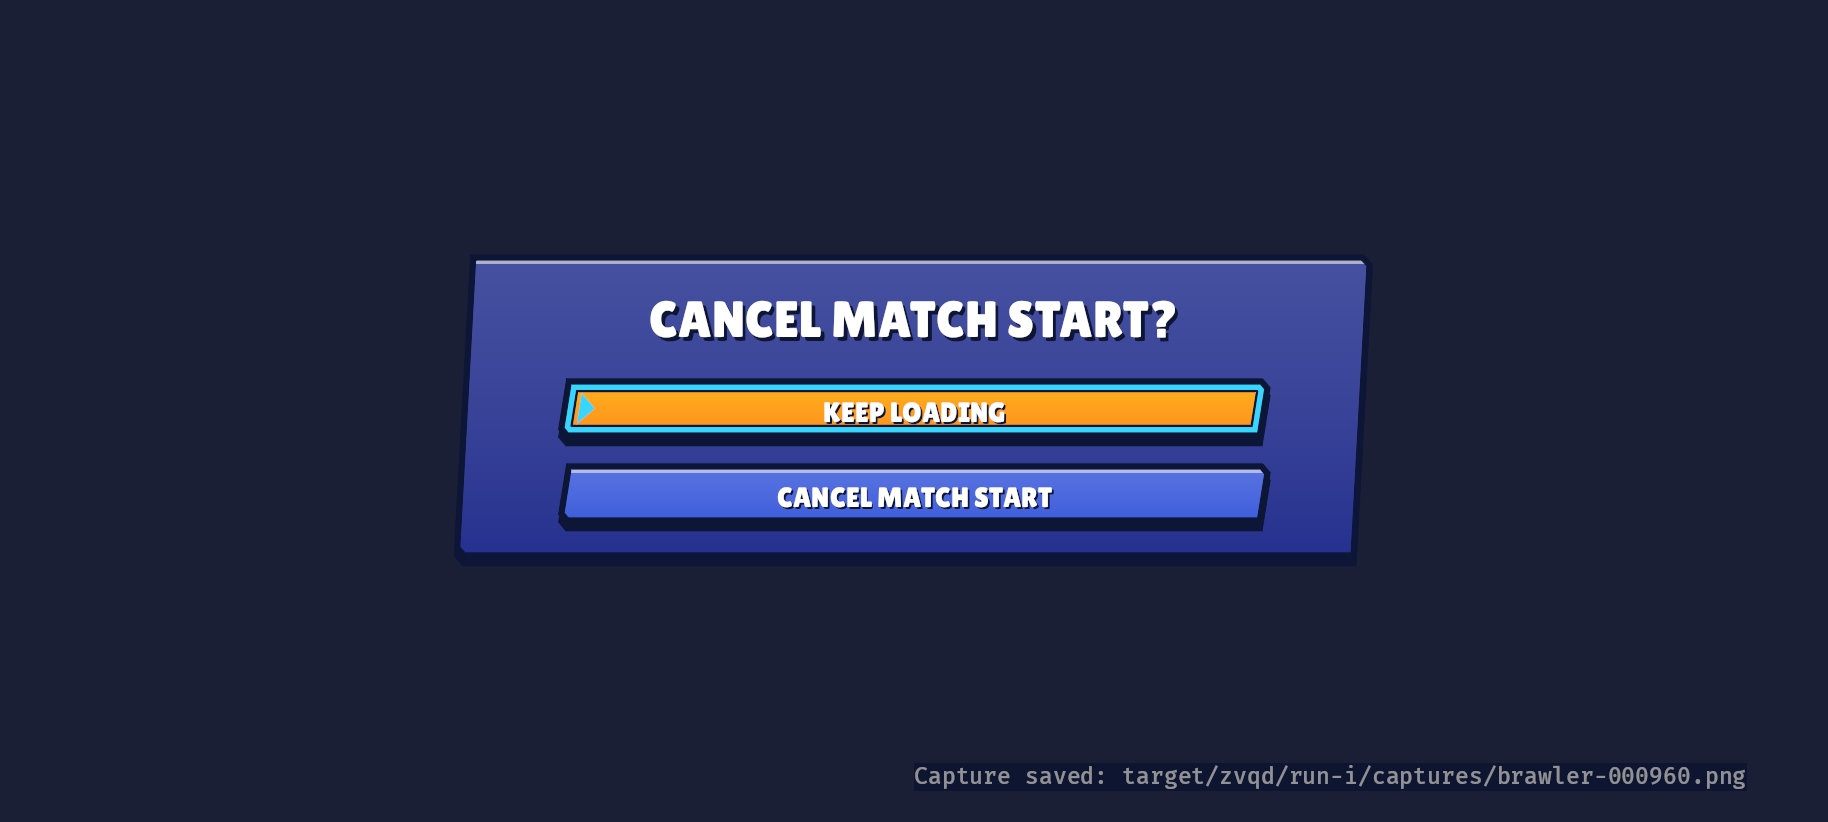 CANCEL MATCH START?
KEEP LOADING
CANCEL MATCH START
Capture saved: target/zvqd/run-i/captures/brawler-000960.png